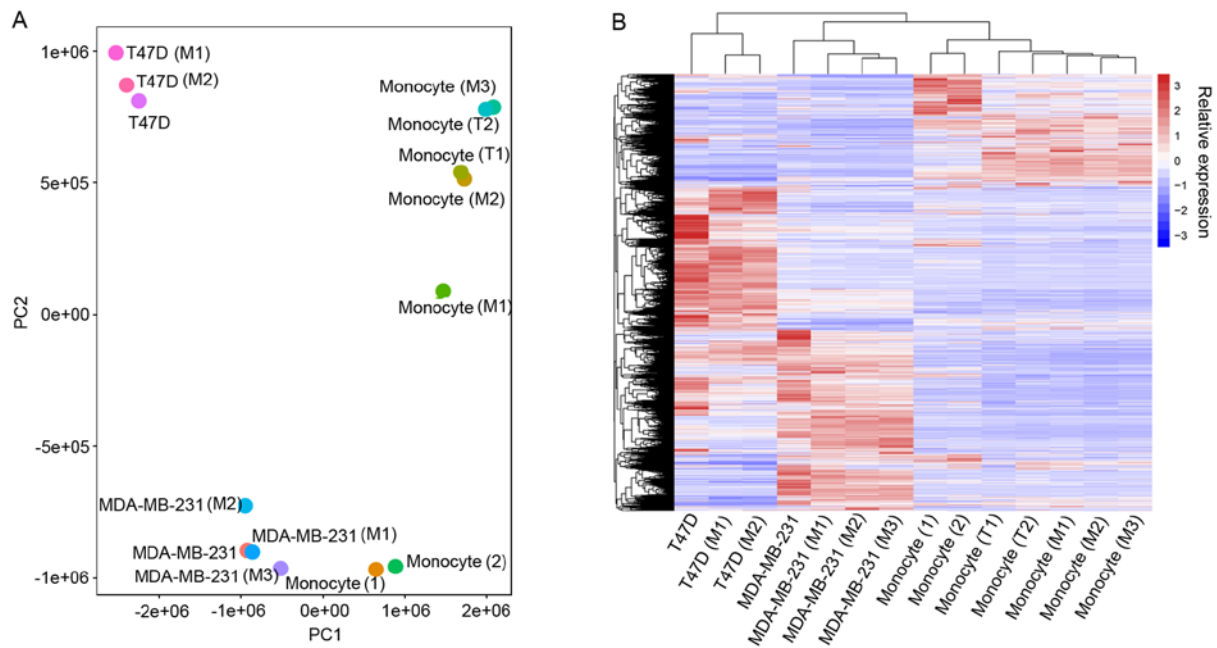 A
1e+06
5e+05
0e+00
-5e+05
-1e+06
PC2
-2e+06
-1e+06
0e+00
1e+06
2e+06
PC1
T47D (M1)
T47D (M2)
T47D
Monocyte (M3)
Monocyte (T2)
Monocyte (T1)
Monocyte (M2)
Monocyte (M1)
MDA-MB-231 (M2)
MDA-MB-231 (M1)
MDA-MB-231
MDA-MB-231 (M3)
Monocyte (1)
Monocyte (2)
B
3
2
1
0
−1
−2
−3
Relative expression
T47D
T47D (M1)
T47D (M2)
MDA-MB-231
MDA-MB-231 (M1)
MDA-MB-231 (M2)
MDA-MB-231 (M3)
Monocyte (1)
Monocyte (2)
Monocyte (T1)
Monocyte (T2)
Monocyte (M1)
Monocyte (M2)
Monocyte (M3)